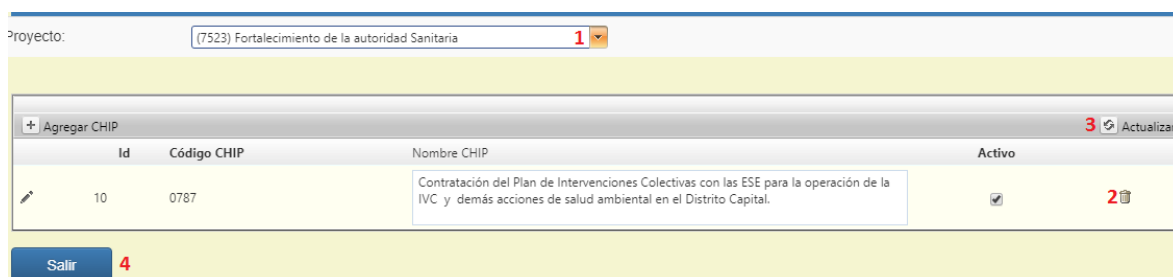 Proyecto: (7523) Fortalecimiento de la autoridad Sanitaria 1
+ Agregar CHIP 3 Actualizar
Id Código CHIP Nombre CHIP Activo
10 0787 Contratación del Plan de Intervenciones Colectivas con las ESE para la operación de la
IVC y demás acciones de salud ambiental en el Distrito Capital. 2
Salir 4